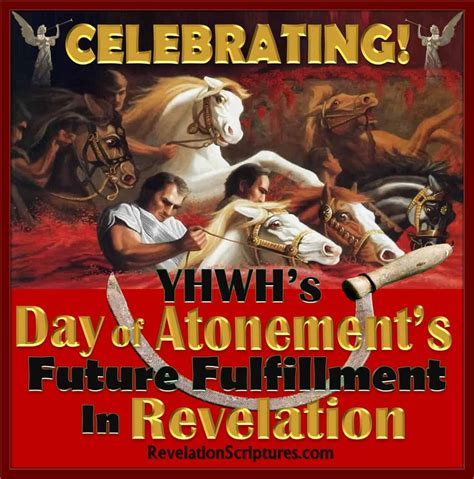 CELEBRATING!
YHWH's
Day of Atonement's
Future Fulfillment
In Revelation
RevelationScriptures.com